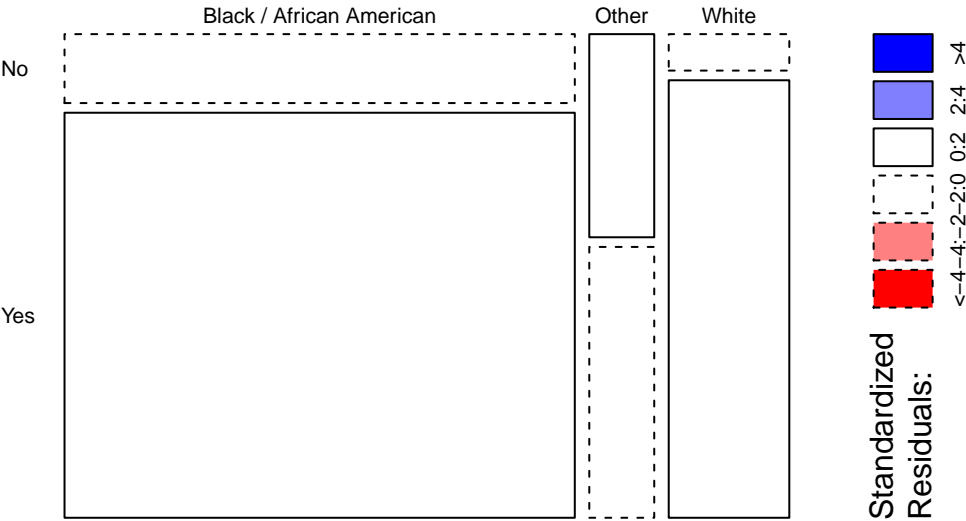 Black / African American Other White
No
Yes
Standardized
Residuals:
<−4
−4:−2
−2:0
0:2
2:4
>4